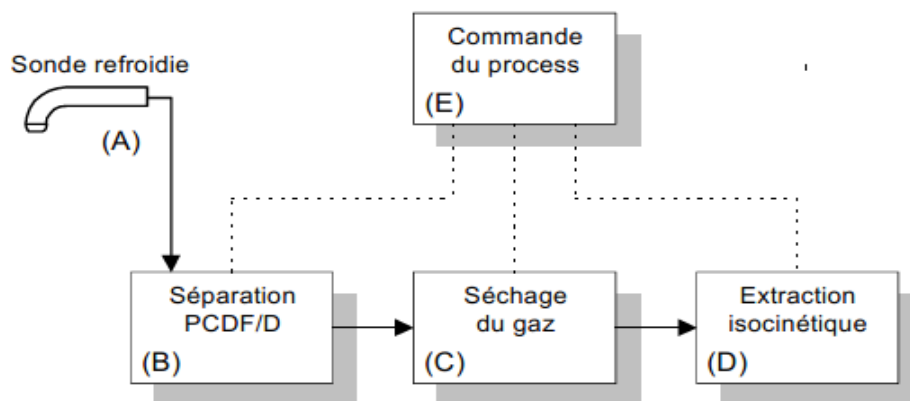 Commande
du process
(E)
Sonde refroidie
(A)
Séparation
PCDF/D
(B)
Séchage
du gaz
(C)
Extraction
isocinétique
(D)